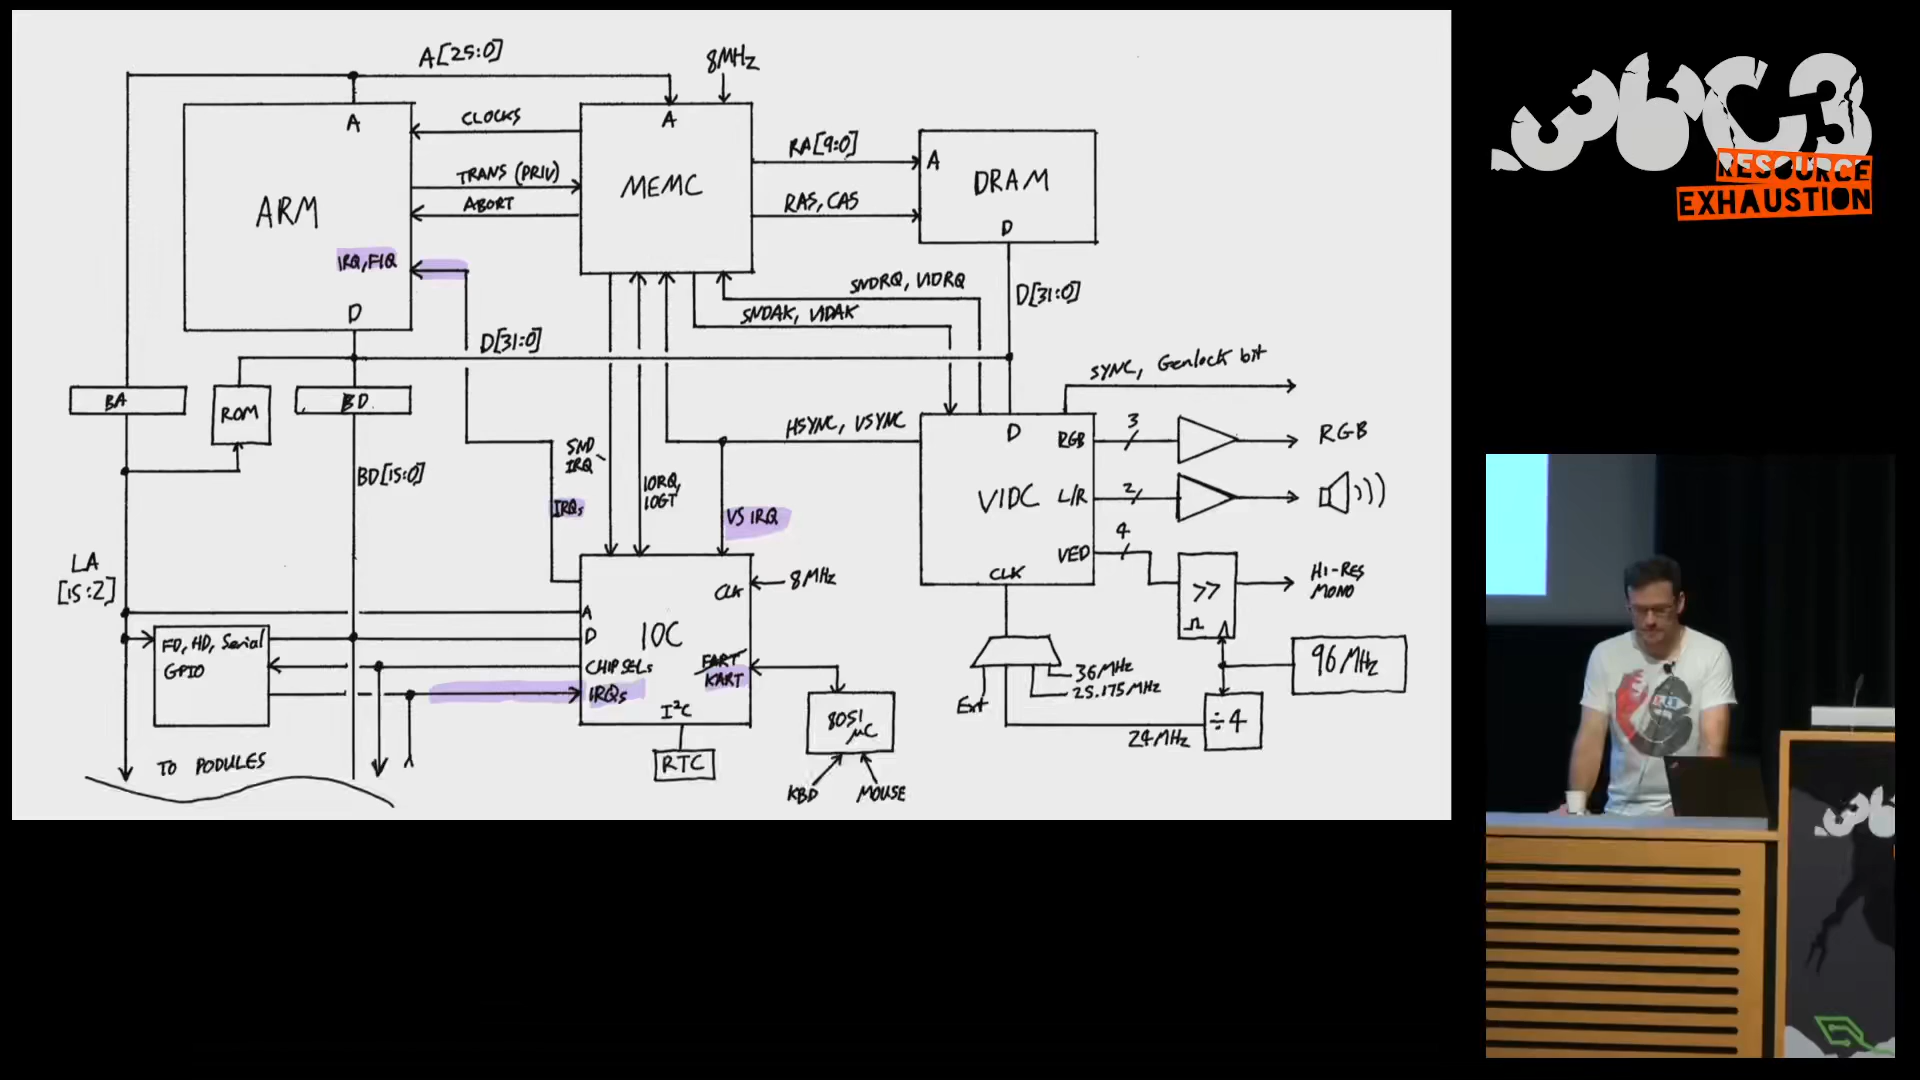 A[25:0]
8MHz
A
CLOCKS
A
TRANS (PRIV)
ABORT
ARM
MEMC
RA[9:0]
RAS, CAS
A
DRAM
D
IRQ, FIQ
D
SNDRQ, VIDRQ
SNDAK, VIDAK
D[31:0]
D[31:0]
SYNC, Genlock bit
BA
ROM
BD
HSYNC, VSYNC
D
RGB
3
RGB
SND
IRQ
BD[15:0]
IRQs
IORQ,
IOGT
VS IRQ
VIDC
L/R
2
VED
4
CLK
HI-RES
MONO
>>
LA
[15:2]
CLK
8MHz
A
D
IOC
FD, HD, Serial
GPIO
CHIP SELs
FART
KART
IRQs
I²C
RTC
8051
μC
KBD
MOUSE
TO PODULES
36MHz
25.175MHz
Ext
24MHz
÷4
96MHz
36C3
RESOURCE
EXHAUSTION